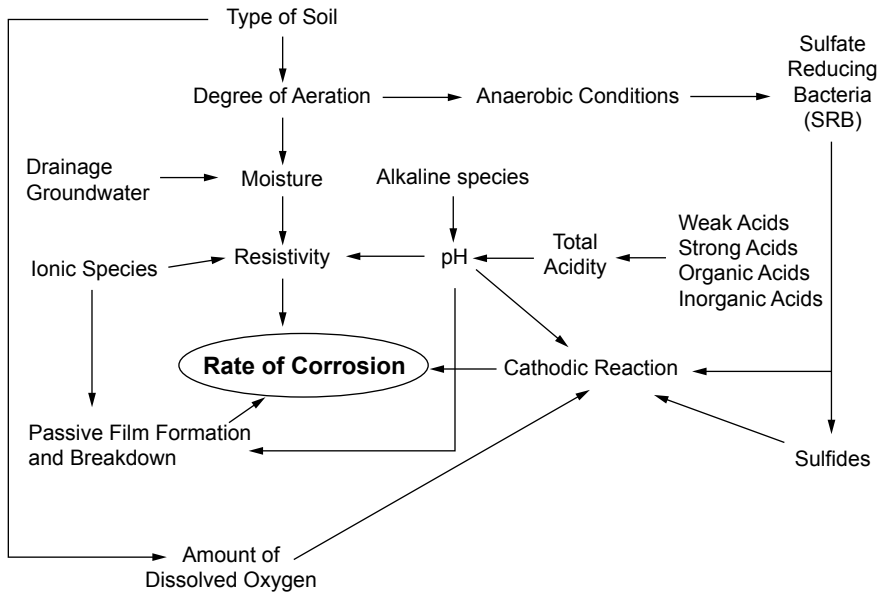 Type of Soil
Degree of Aeration
Anaerobic Conditions
Sulfate
Reducing
Bacteria
(SRB)
Drainage
Groundwater
Moisture
Alkaline species
Ionic Species
Resistivity
pH
Total
Acidity
Weak Acids
Strong Acids
Organic Acids
Inorganic Acids
Rate of Corrosion
Cathodic Reaction
Passive Film Formation
and Breakdown
Sulfides
Amount of
Dissolved Oxygen